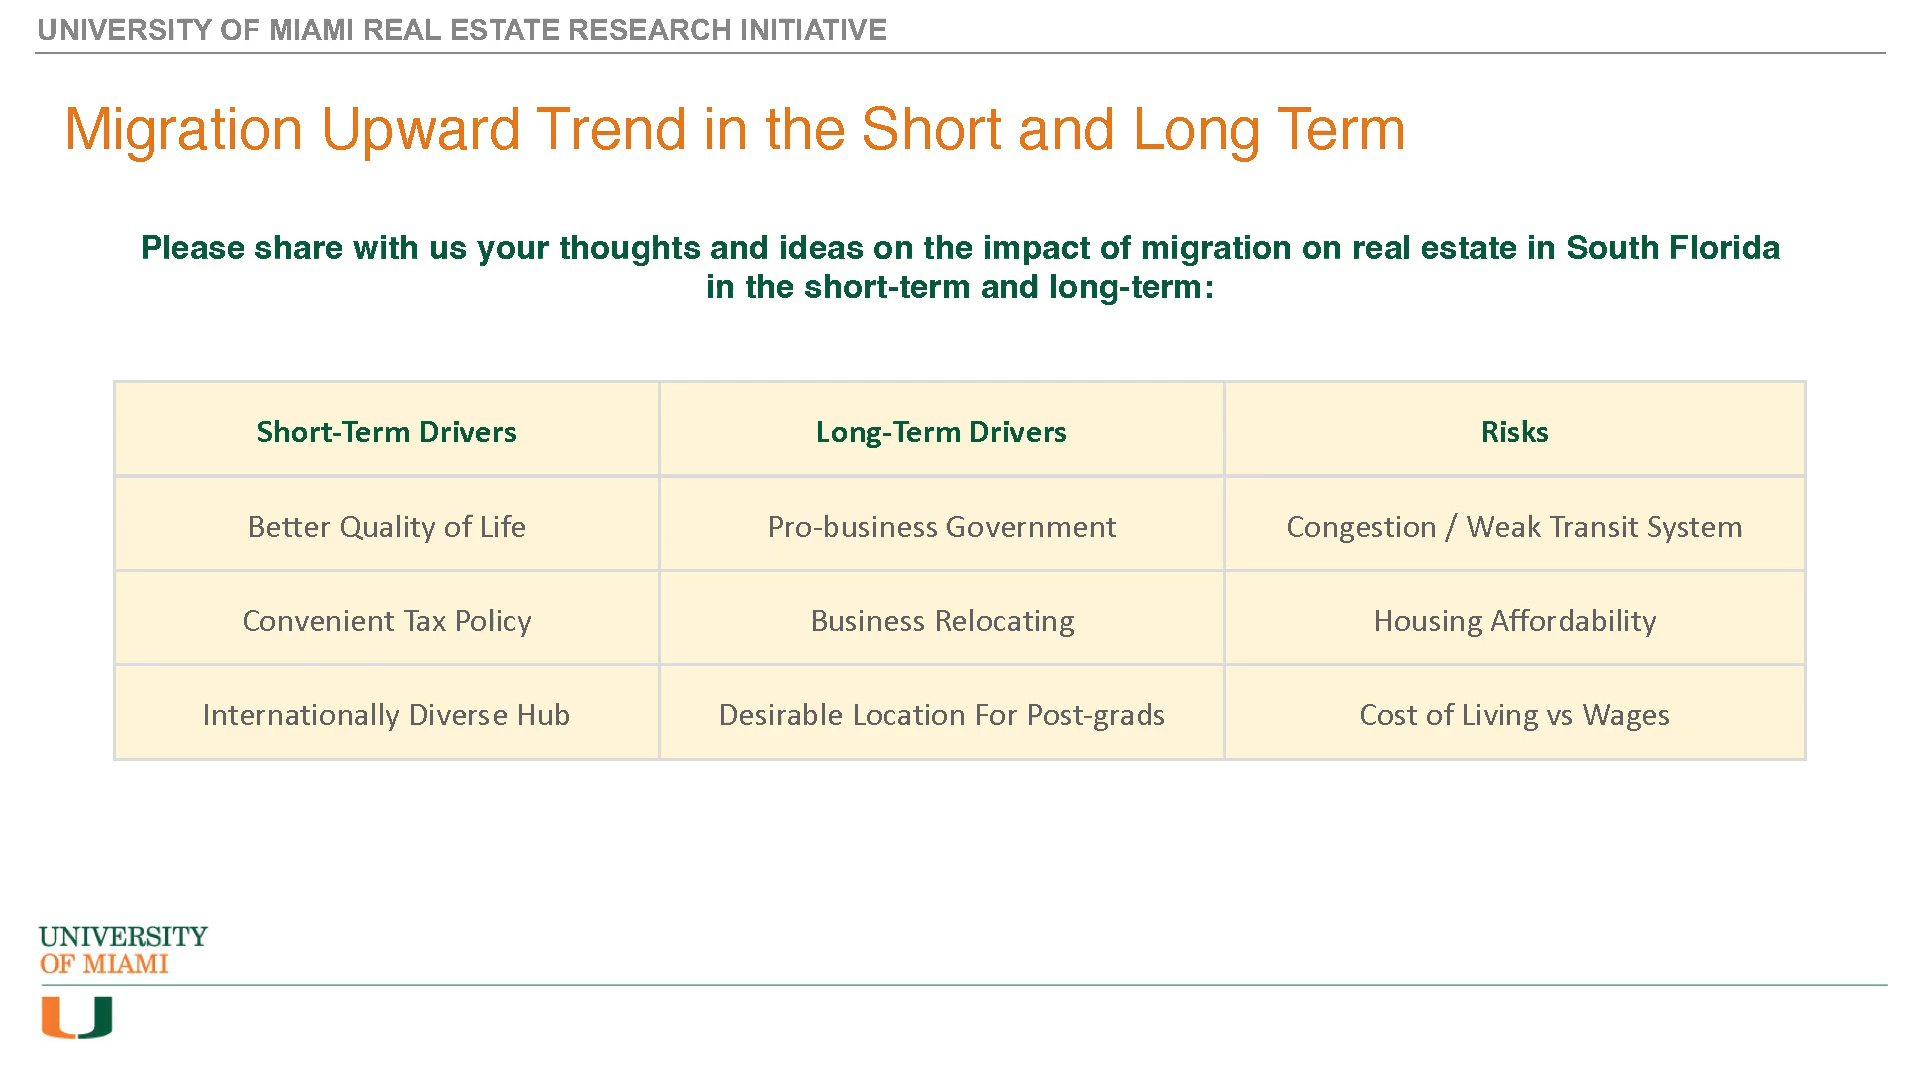 UNIVERSITY OF MIAMI REAL ESTATE RESEARCH INITIATIVE
Migration Upward Trend in the Short and Long Term
Please share with us your thoughts and ideas on the impact of migration on real estate in South Florida
in the short-term and long-term:
Short-Term Drivers
Long-Term Drivers
Risks
Better Quality of Life
Pro-business Government
Congestion / Weak Transit System
Convenient Tax Policy
Business Relocating
Housing Affordability
Internationally Diverse Hub
Desirable Location For Post-grads
Cost of Living vs Wages
UNIVERSITY
OF MIAMI
U